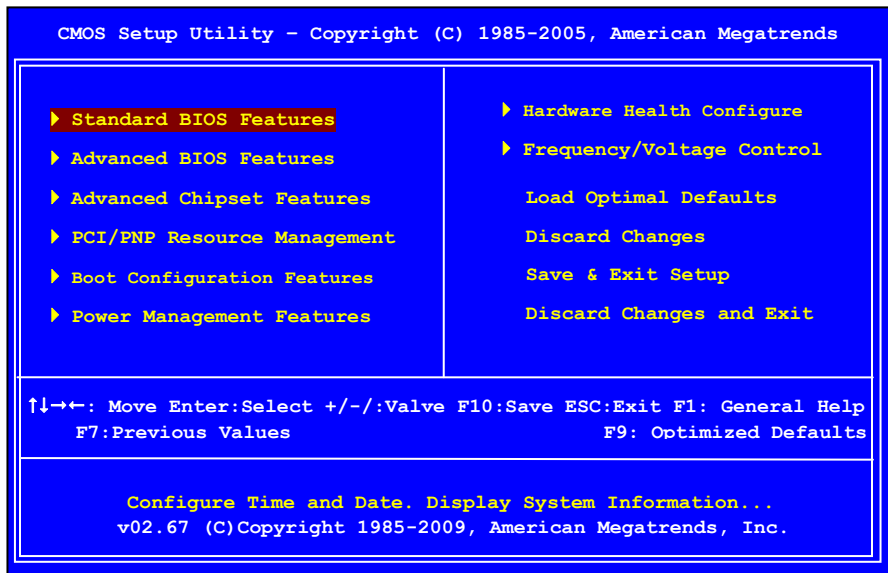 CMOS Setup Utility – Copyright (C) 1985-2005, American Megatrends
Standard BIOS Features
Advanced BIOS Features
Advanced Chipset Features
PCI/PNP Resource Management
Boot Configuration Features
Power Management Features
Hardware Health Configure
Frequency/Voltage Control
Load Optimal Defaults
Discard Changes
Save & Exit Setup
Discard Changes and Exit
↑↓→←: Move Enter:Select +/-/:Valve F10:Save ESC:Exit F1: General Help
F7:Previous Values F9: Optimized Defaults
Configure Time and Date. Display System Information...
v02.67 (C)Copyright 1985-2009, American Megatrends, Inc.